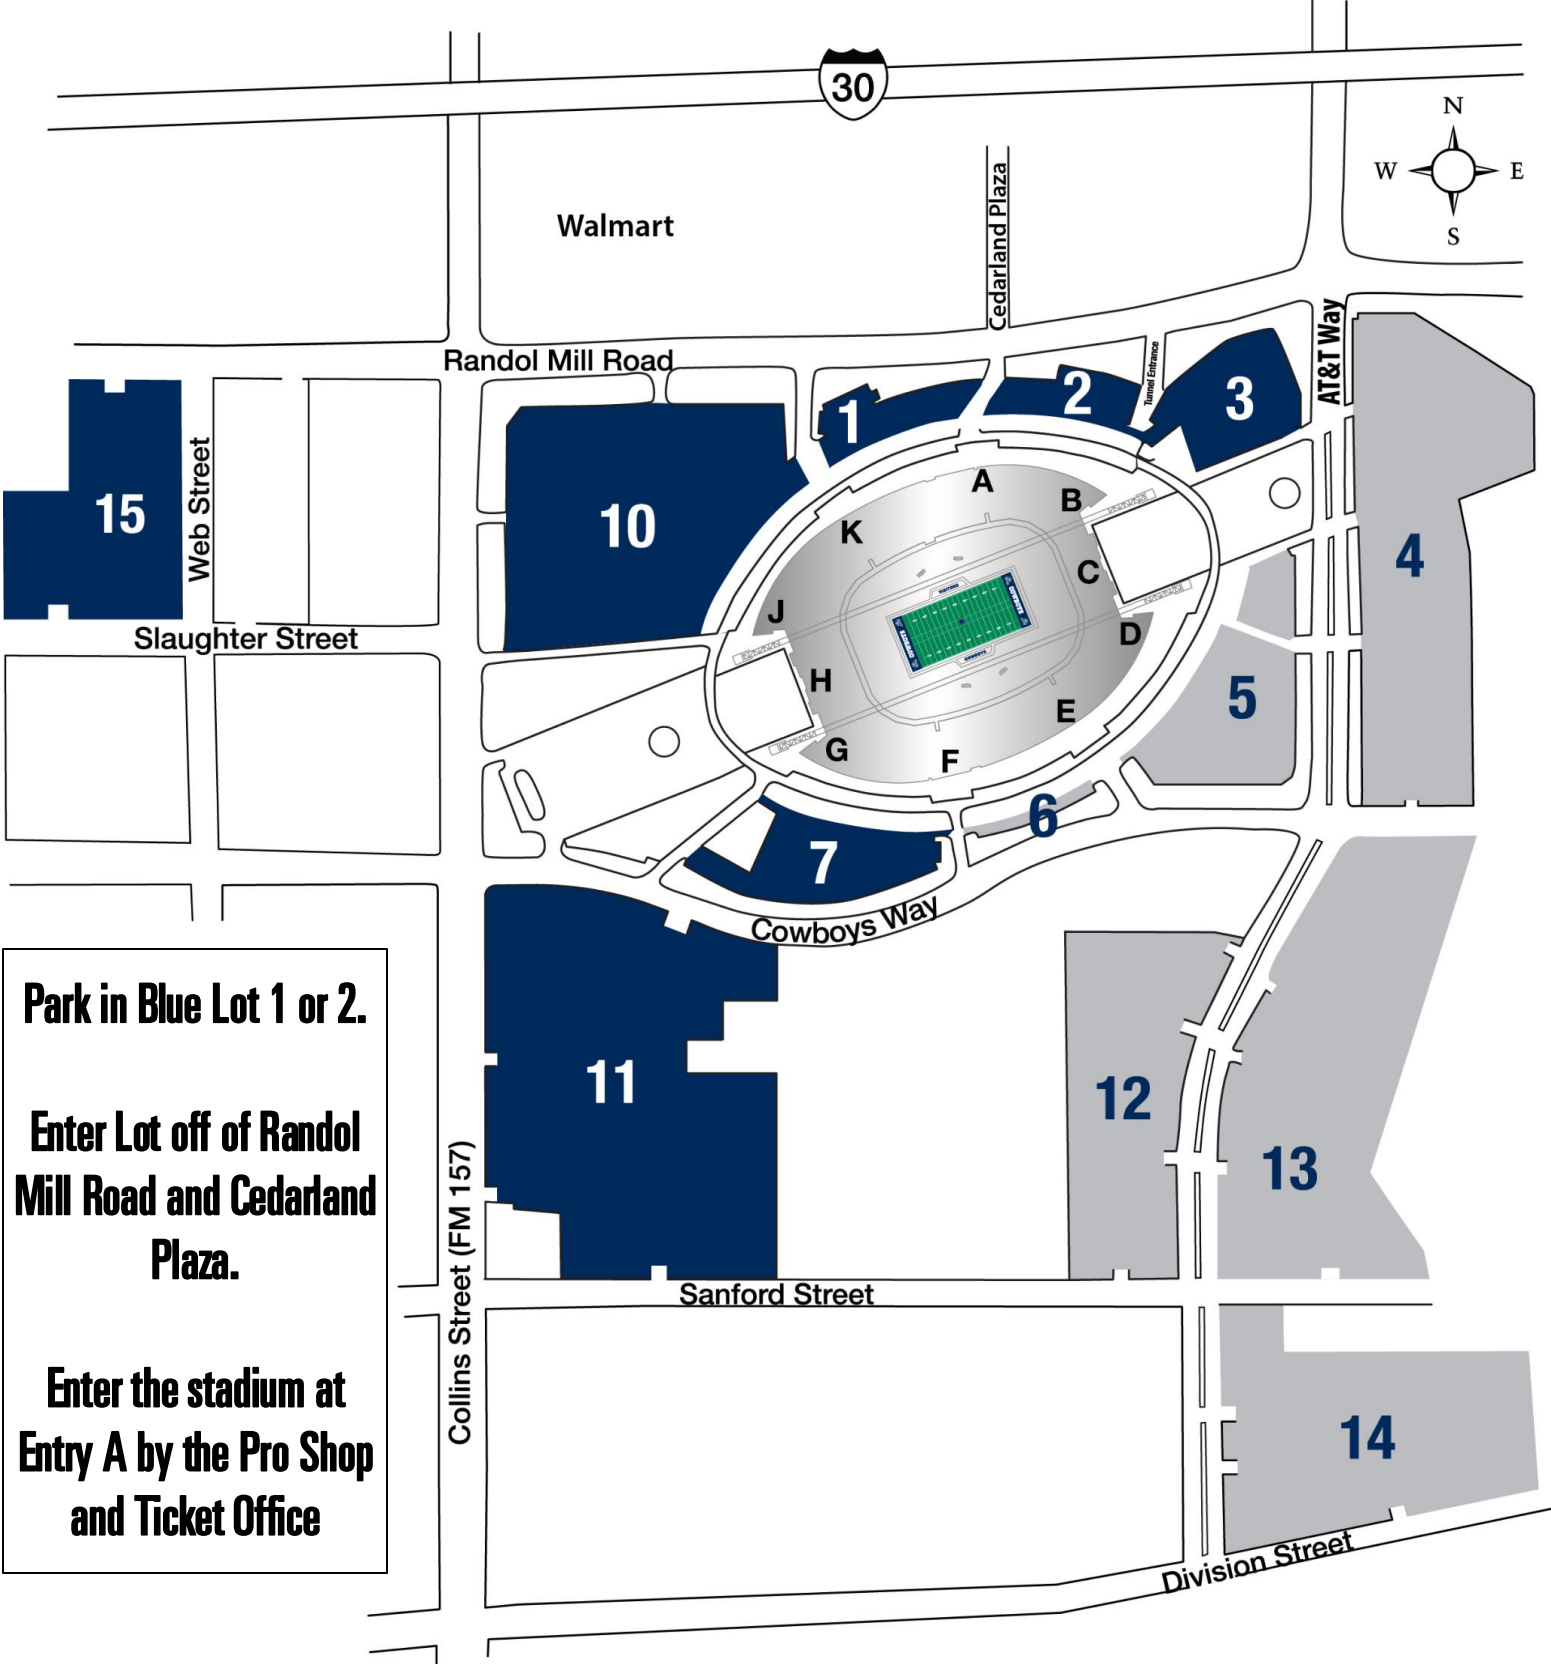 30
N
W E
S
Walmart
Cedarland Plaza
AT&T Way
Randol Mill Road
Tunnel Entrance
1
2
3
4
10
15
Web Street
Slaughter Street
A
B
K
C
J
D
H
E
G
F
VISITORS
COWBOYS
5
6
7
Cowboys Way
Park in Blue Lot 1 or 2.
Enter Lot off of Randol
Mill Road and Cedarland
Plaza.
Enter the stadium at
Entry A by the Pro Shop
and Ticket Office
11
12
13
Collins Street (FM 157)
Sanford Street
14
Division Street